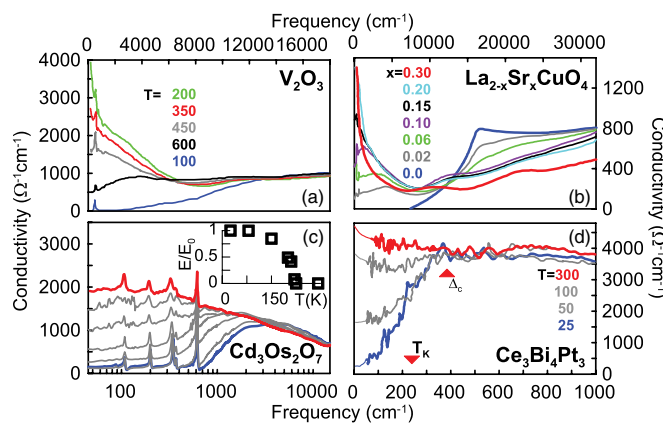 Frequency (cm⁻¹)
Frequency (cm⁻¹)
0 4000 8000 12000 16000
0 10000 20000 30000
4000
3000
2000
1000
0
V₂O₃
T=
200
350
450
600
100
(a)
x=0.30
0.20
0.15
0.10
0.06
0.02
0.0
La₂₋ₓSrₓCuO₄
(b)
1200
800
400
0
Conductivity (Ω⁻¹cm⁻¹)
Conductivity (Ω⁻¹cm⁻¹)
3000
2000
1000
0
(c)
E/E₀
1
0.5
0
0 150 T(K)
Cd₃Os₂O₇
100 1000 10000
Frequency (cm⁻¹)
(d)
T=300
100
50
25
Δc
T_K
Ce₃Bi₄Pt₃
4000
3000
2000
1000
0
0 200 400 600 800 1000
Frequency (cm⁻¹)